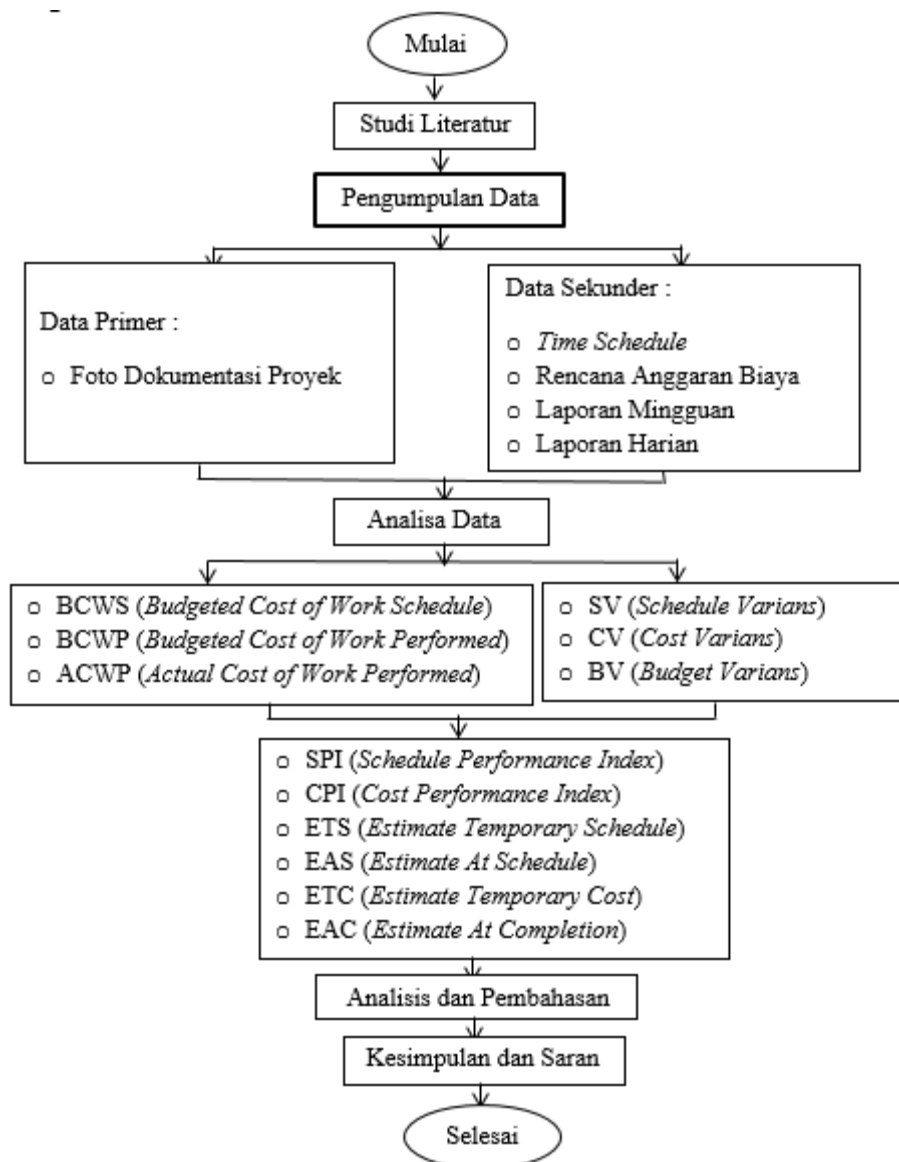 Mulai
Studi Literatur
Pengumpulan Data
Data Primer :
o Foto Dokumentasi Proyek
Data Sekunder :
o Time Schedule
o Rencana Anggaran Biaya
o Laporan Mingguan
o Laporan Harian
Analisa Data
o BCWS (Budgeted Cost of Work Schedule)
o BCWP (Budgeted Cost of Work Performed)
o ACWP (Actual Cost of Work Performed)
o SV (Schedule Varians)
o CV (Cost Varians)
o BV (Budget Varians)
o SPI (Schedule Performance Index)
o CPI (Cost Performance Index)
o ETS (Estimate Temporary Schedule)
o EAS (Estimate At Schedule)
o ETC (Estimate Temporary Cost)
o EAC (Estimate At Completion)
Analisis dan Pembahasan
Kesimpulan dan Saran
Selesai